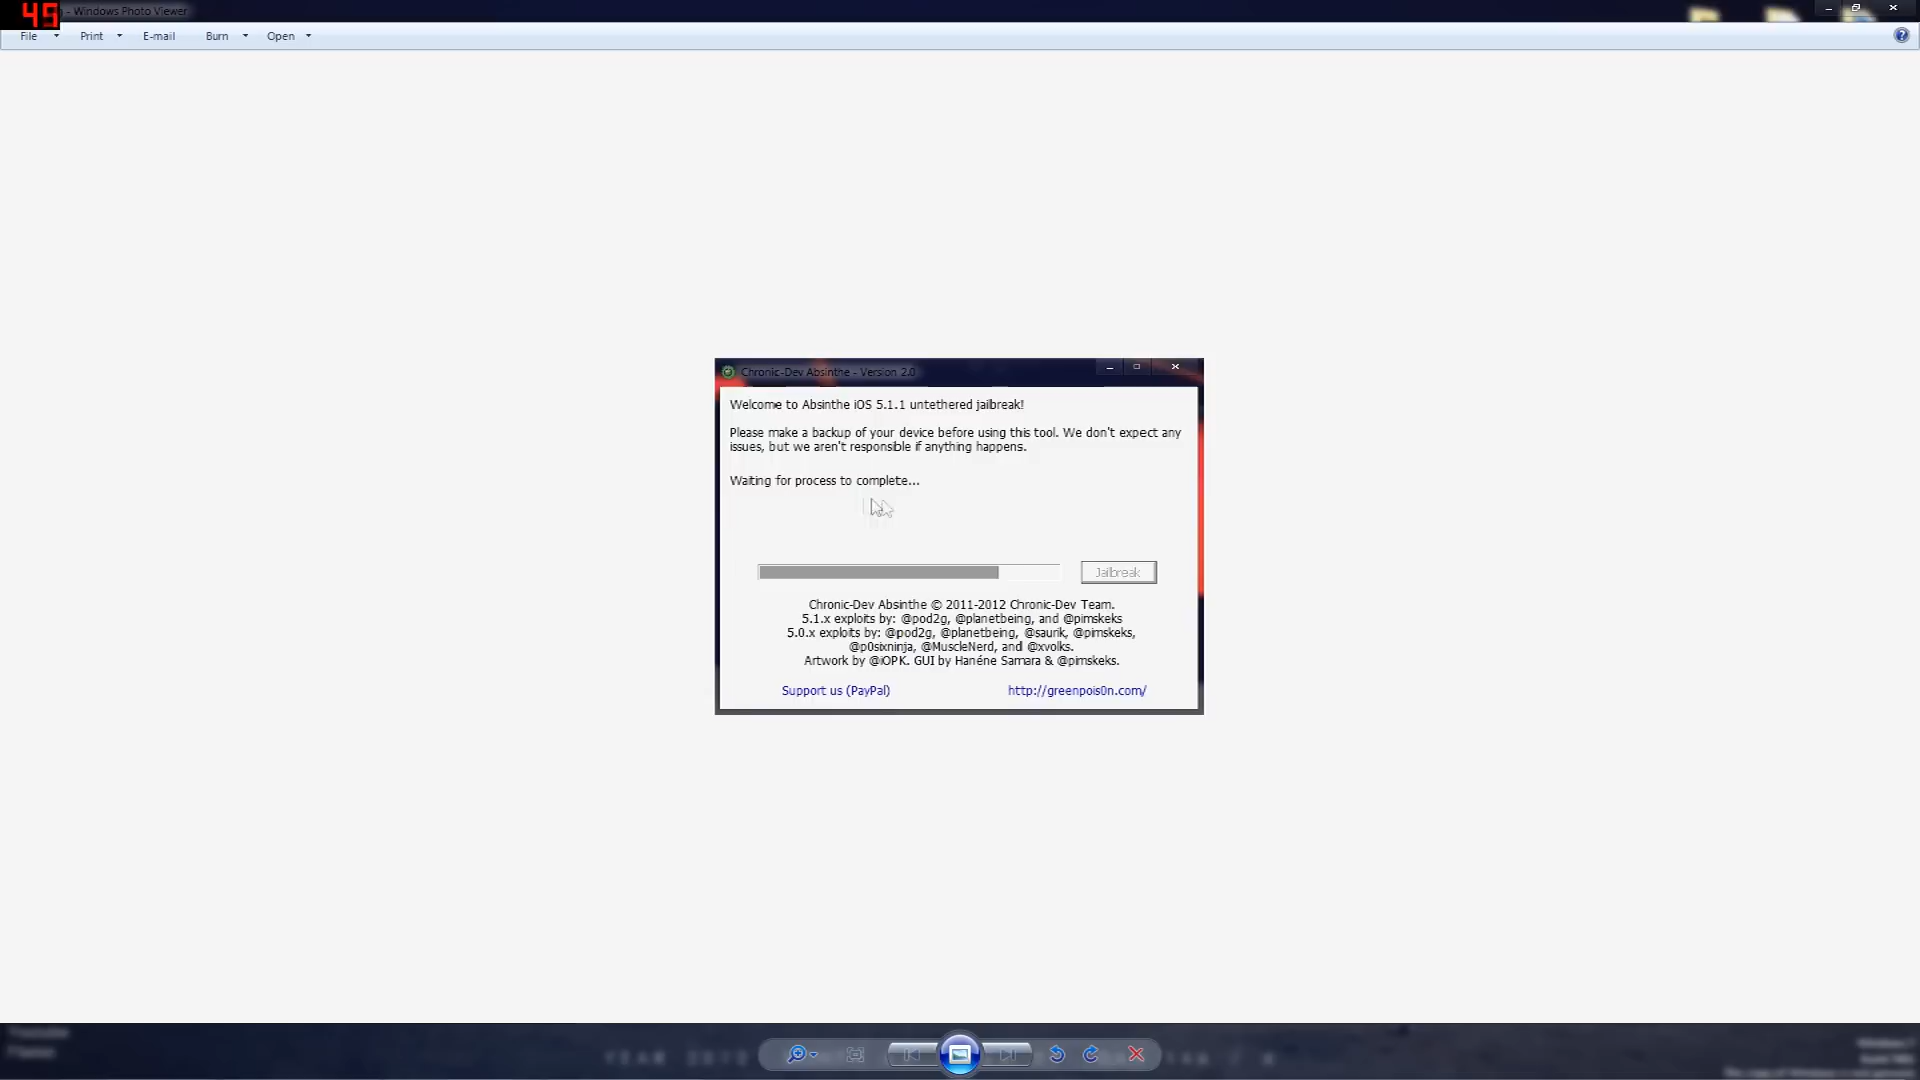 45
- Windows Photo Viewer
File Print E-mail Burn Open
Chronic-Dev Absinthe - Version 2.0
Welcome to Absinthe iOS 5.1.1 untethered jailbreak!
Please make a backup of your device before using this tool. We don't expect any
issues, but we aren't responsible if anything happens.
Waiting for process to complete...
Jailbreak
Chronic-Dev Absinthe © 2011-2012 Chronic-Dev Team.
5.1.x exploits by: @pod2g, @planetbeing, and @pimskeks
5.0.x exploits by: @pod2g, @planetbeing, @saurik, @pimskeks,
@p0sixninja, @MuscleNerd, and @xvolks.
Artwork by @iOPK. GUI by Hanéne Samara & @pimskeks.
Support us (PayPal) http://greenpois0n.com/
YEAR 2012
Windows 7